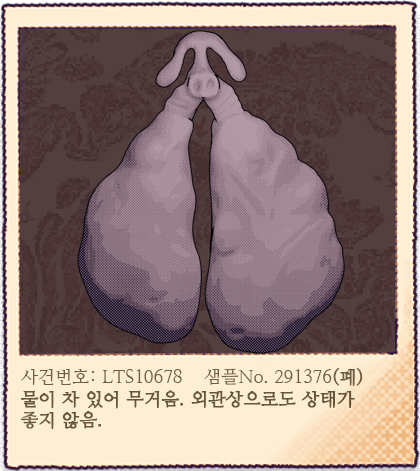 사건번호: LTS10678 샘플No. 291376(폐)
물이 차 있어 무거움. 외관상으로도 상태가
좋지 않음.